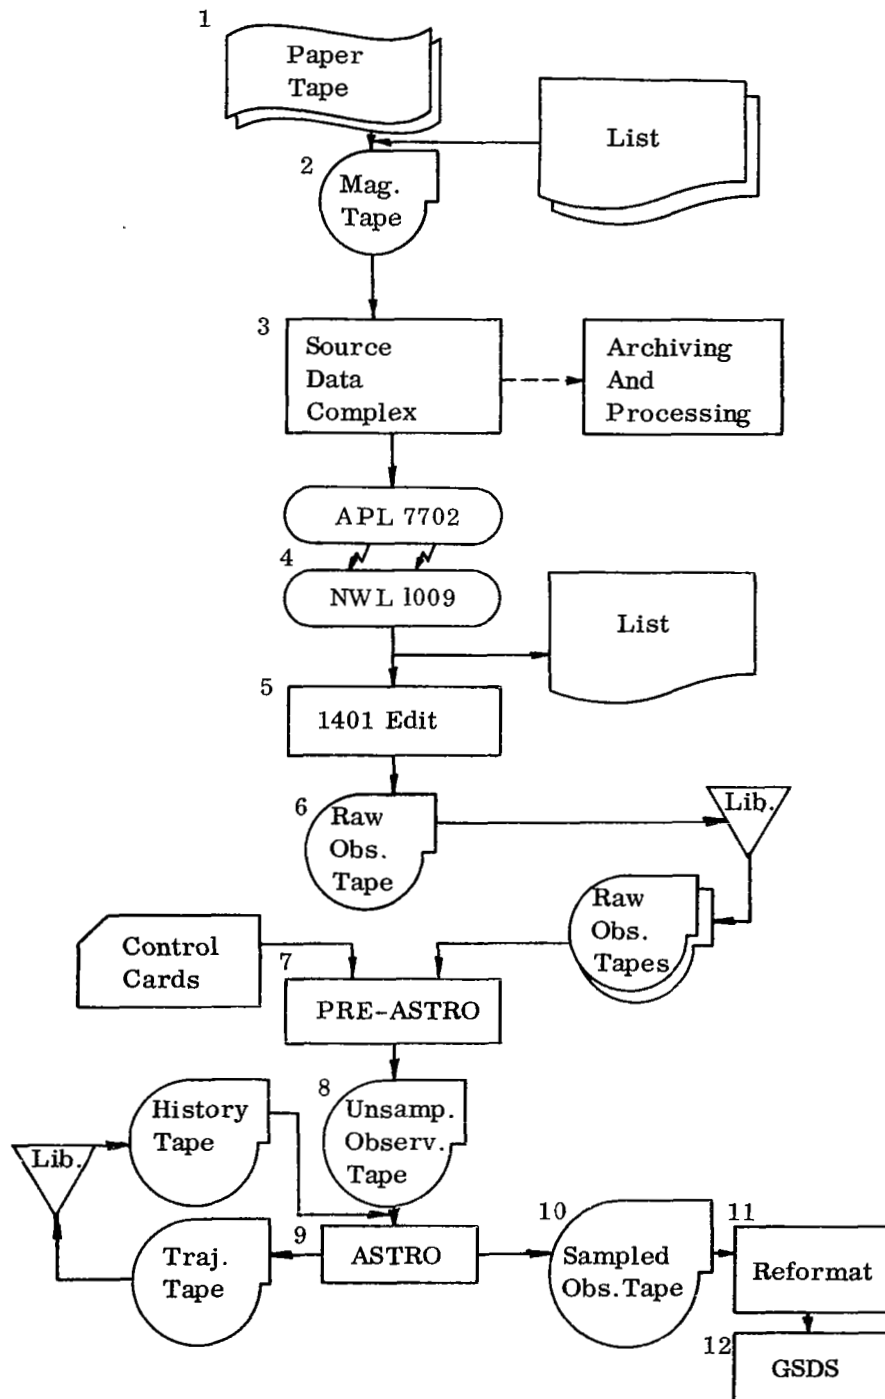 1
Paper
Tape
List
2
Mag.
Tape
3
Source
Data
Complex
Archiving
And
Processing
APL 7702
4
NWL 1009
List
5
1401 Edit
6
Raw
Obs.
Tape
Lib.
Raw
Obs.
Tapes
Control
Cards
7
PRE-ASTRO
8
Unsamp.
Observ.
Tape
History
Tape
Lib.
9
ASTRO
Traj.
Tape
10
Sampled
Obs. Tape
11
Reformat
12
GSDS